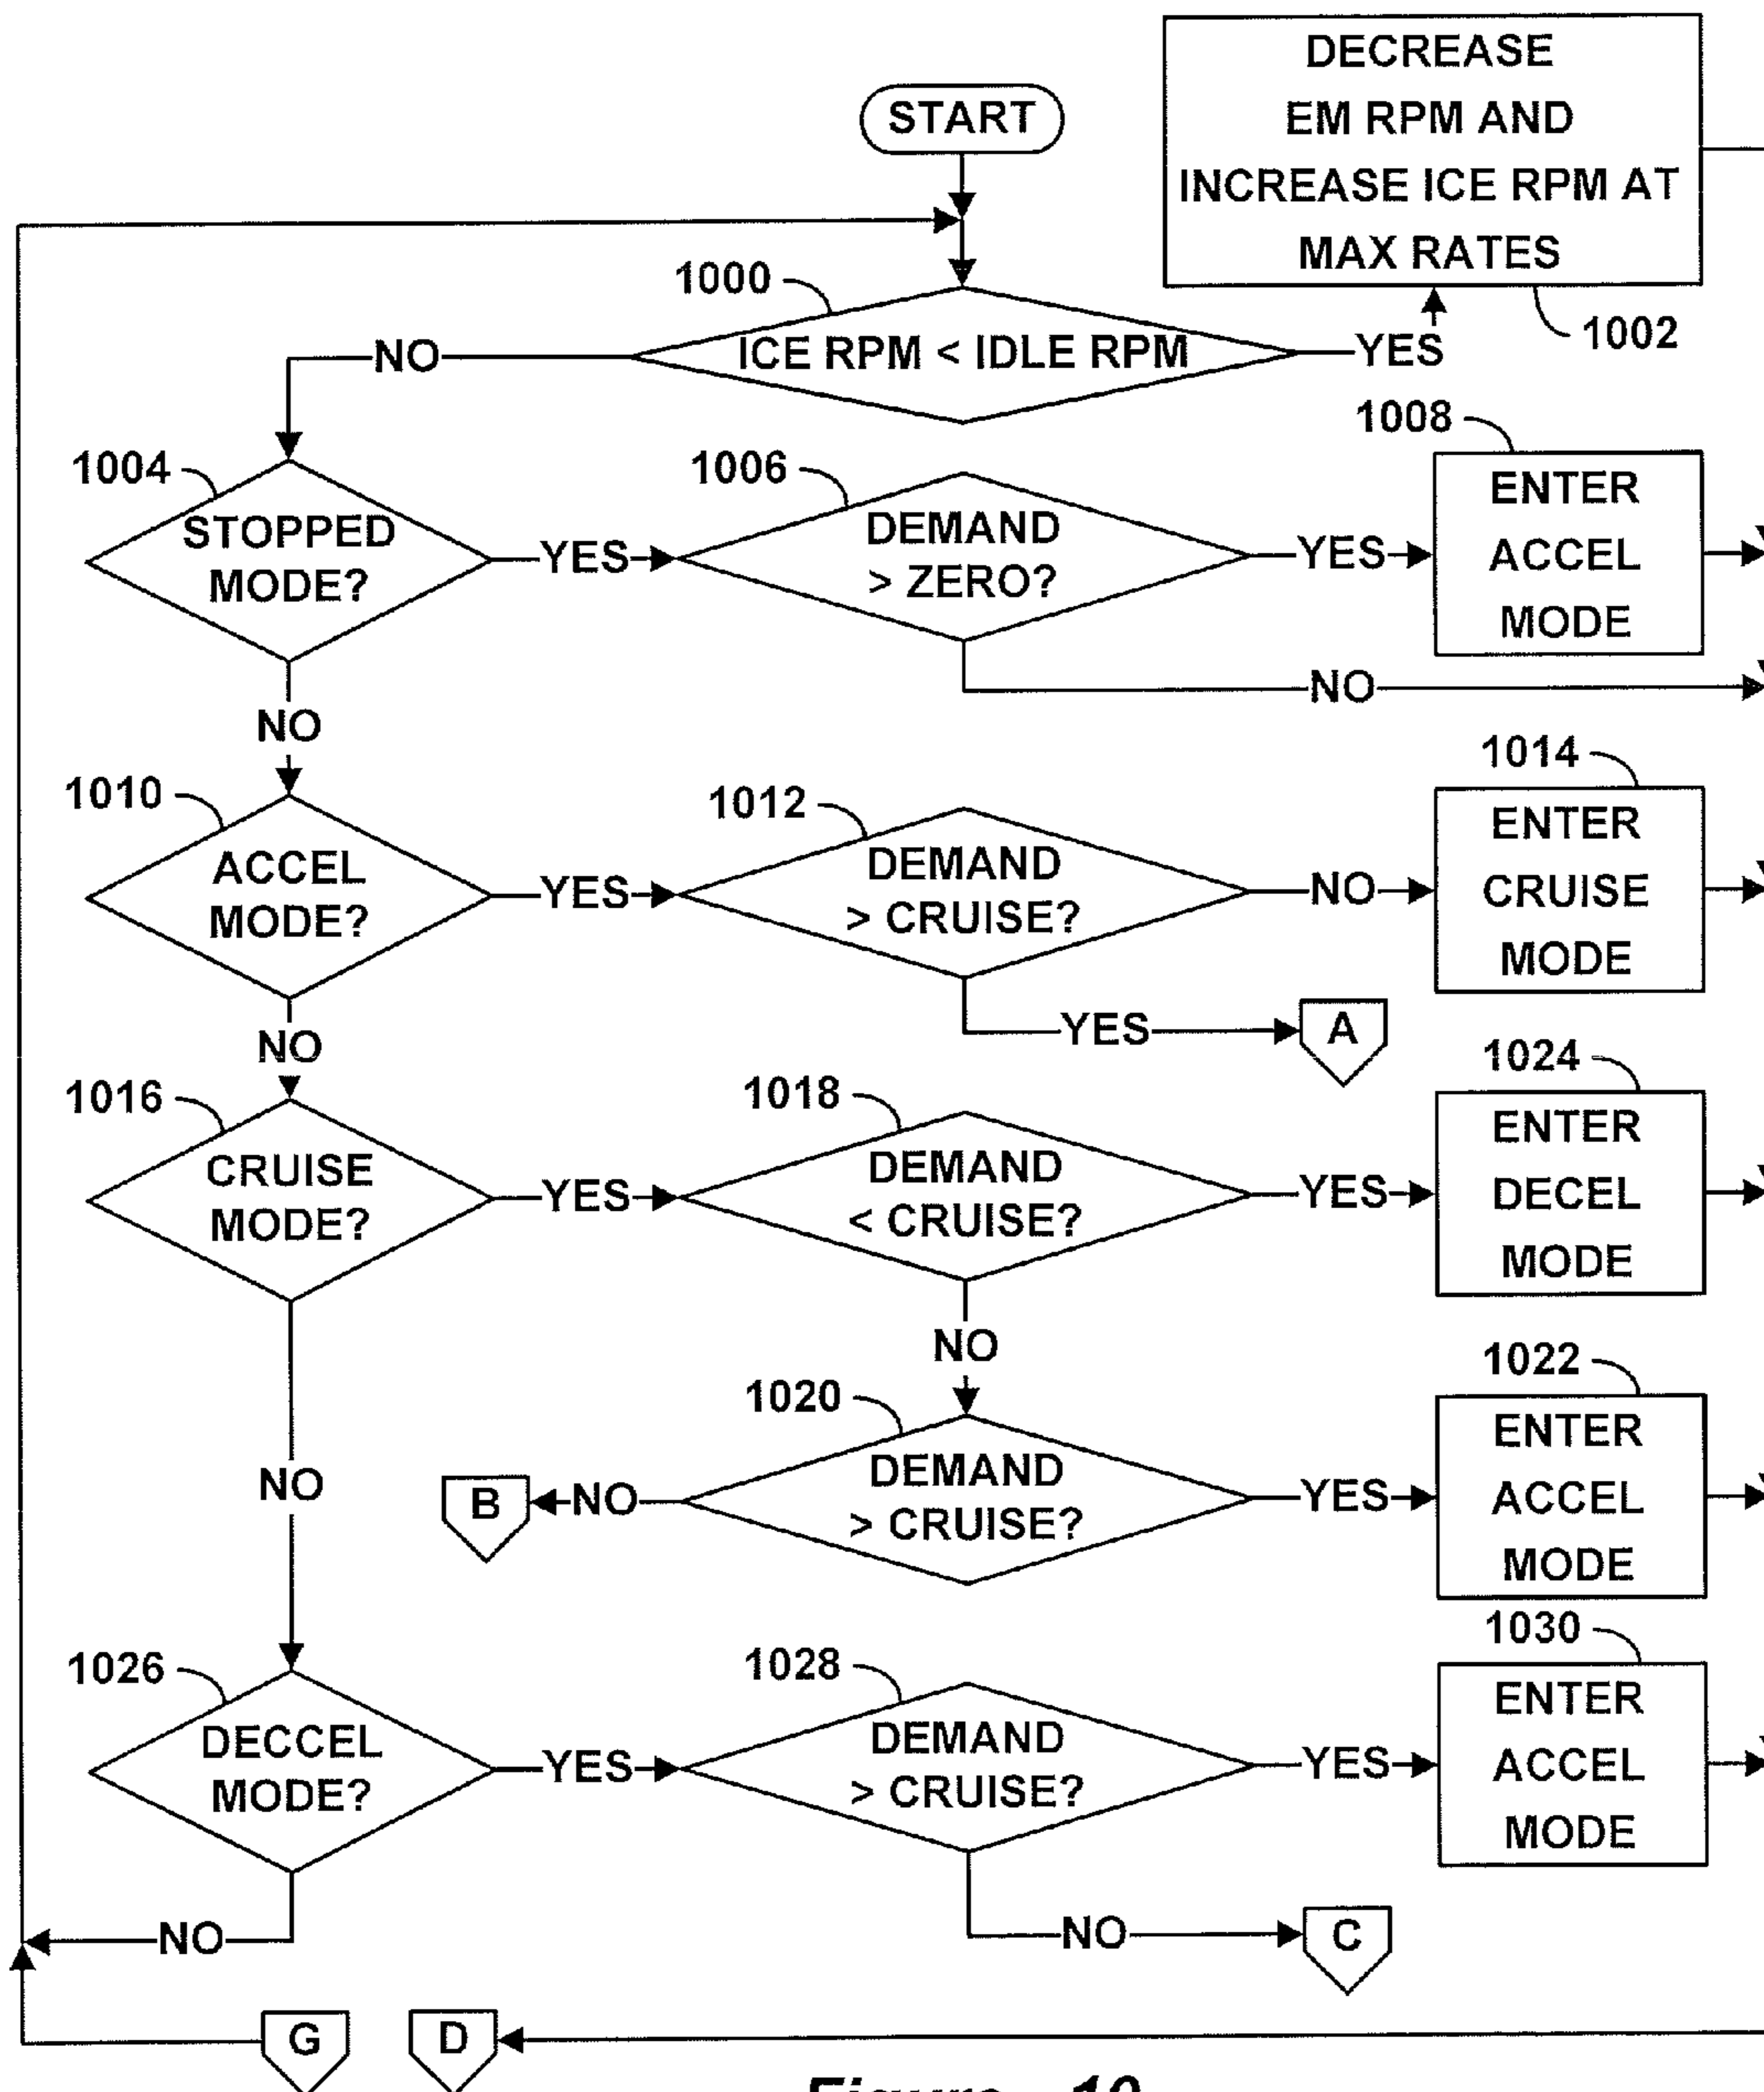 DECREASE
EM RPM AND
INCREASE ICE RPM AT
MAX RATES
START
1000
1002
ICE RPM < IDLE RPM
NO
YES
1004
STOPPED
MODE?
YES
1006
DEMAND
> ZERO?
YES
1008
ENTER
ACCEL
MODE
NO
NO
1010
ACCEL
MODE?
YES
1012
DEMAND
> CRUISE?
NO
1014
ENTER
CRUISE
MODE
YES
A
NO
1016
CRUISE
MODE?
YES
1018
DEMAND
< CRUISE?
YES
1024
ENTER
DECEL
MODE
NO
NO
1020
DEMAND
> CRUISE?
NO
B
YES
1022
ENTER
ACCEL
MODE
1026
DECCEL
MODE?
YES
1028
DEMAND
> CRUISE?
YES
1030
ENTER
ACCEL
MODE
NO
NO
C
G
D
Figure 10